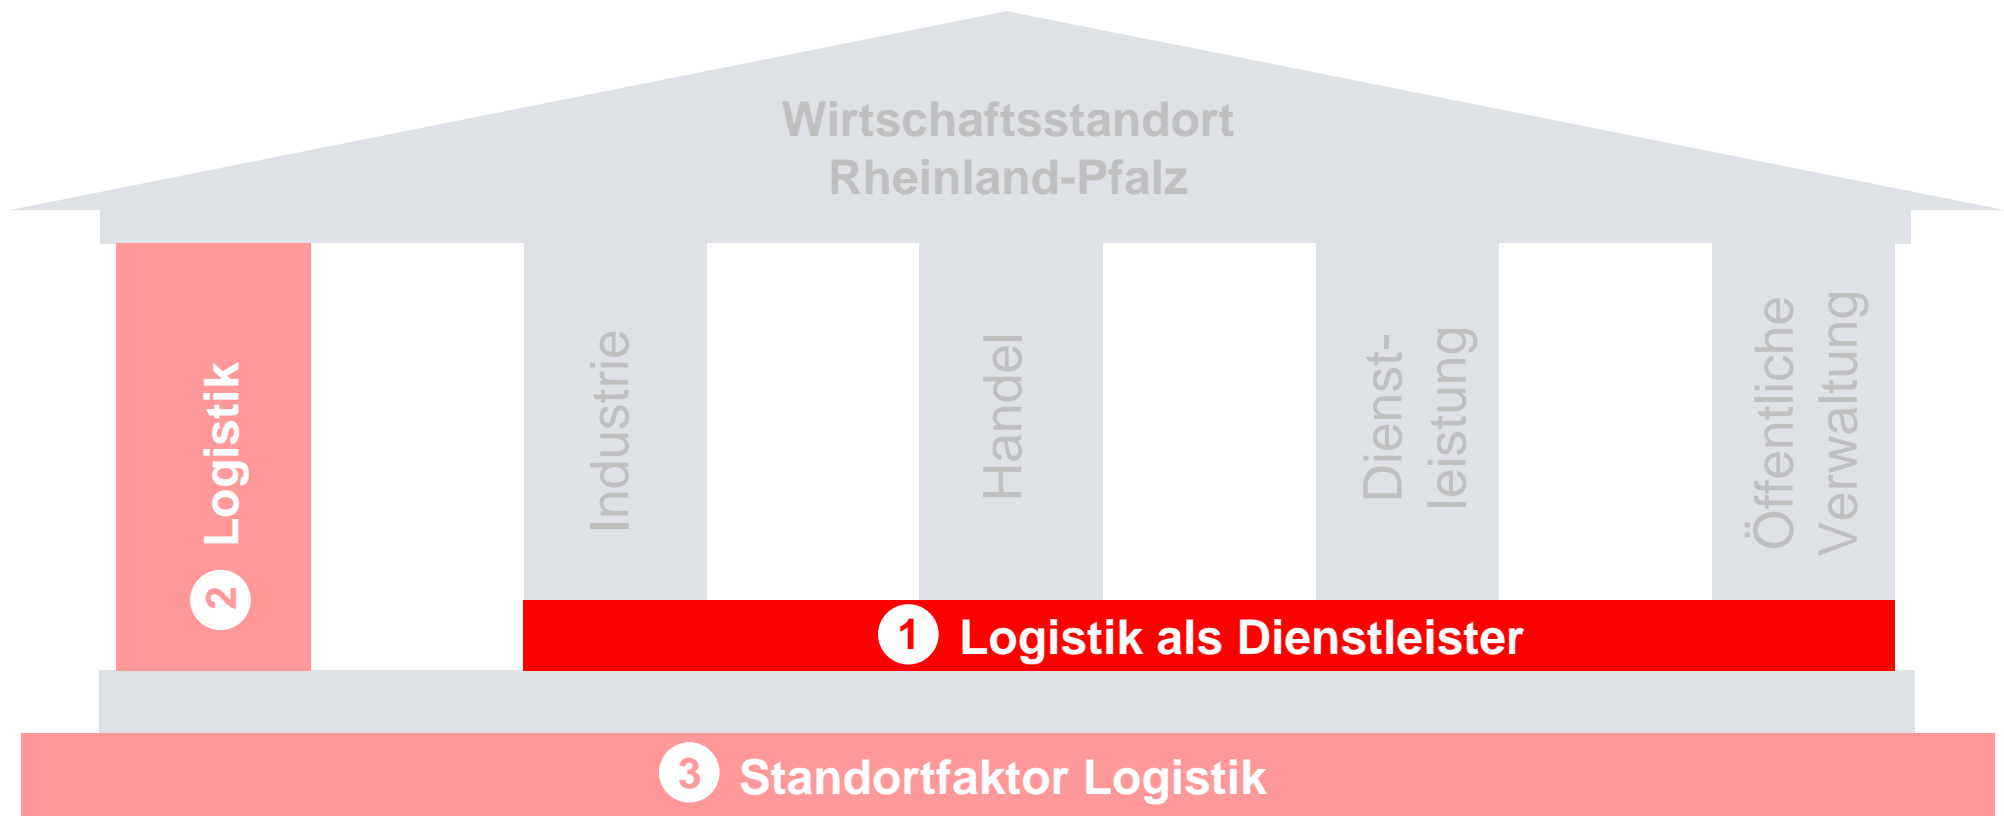 Wirtschaftsstandort
Rheinland-Pfalz
2 Logistik
Industrie
Handel
Dienst-
leistung
Öffentliche
Verwaltung
1 Logistik als Dienstleister
3 Standortfaktor Logistik